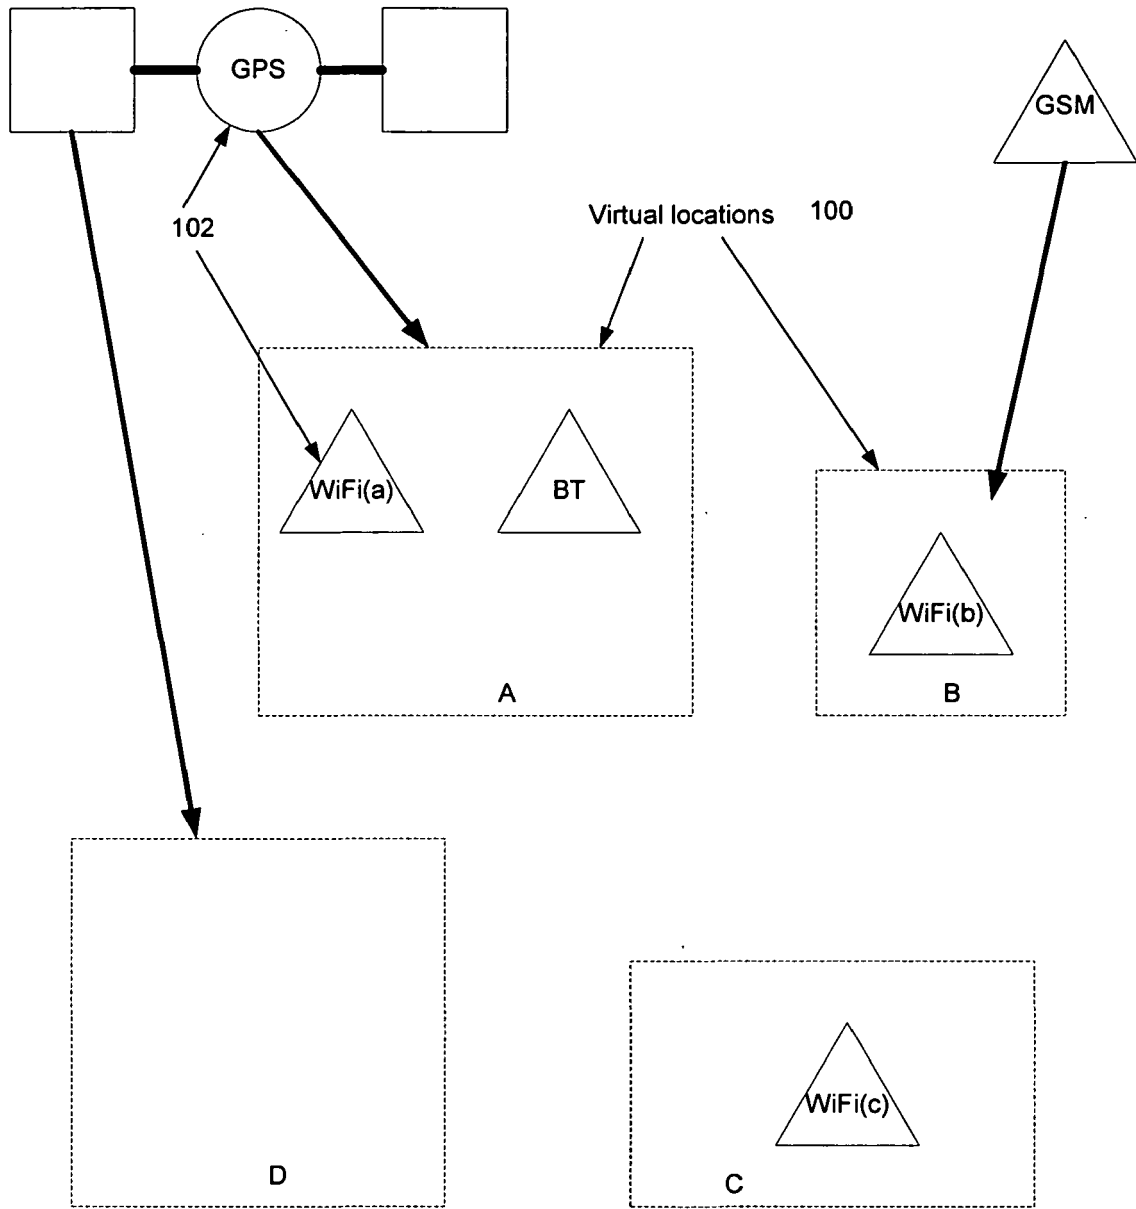 GPS
GSM
102
Virtual locations 100
WiFi(a)
BT
WiFi(b)
A
B
WiFi(c)
D
C